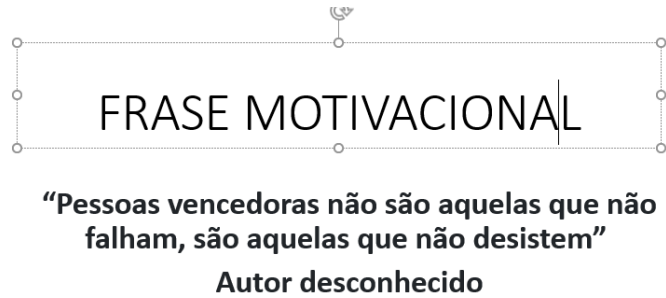 FRASE MOTIVACIONAL
“Pessoas vencedoras não são aquelas que não
falham, são aquelas que não desistem”
Autor desconhecido